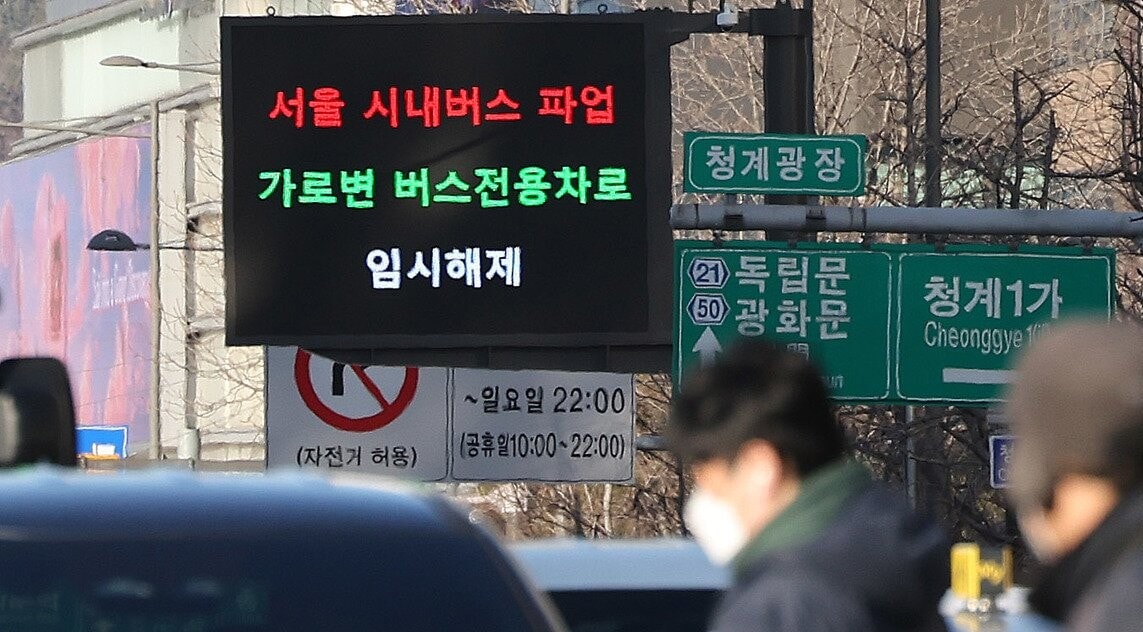 서울 시내버스 파업
가로변 버스전용차로
임시해제
청계광장
21 독립문
50 광화문
청계1가
Cheonggye 1
(자전거 허용)
~일요일 22:00
(공휴일10:00~22:00)